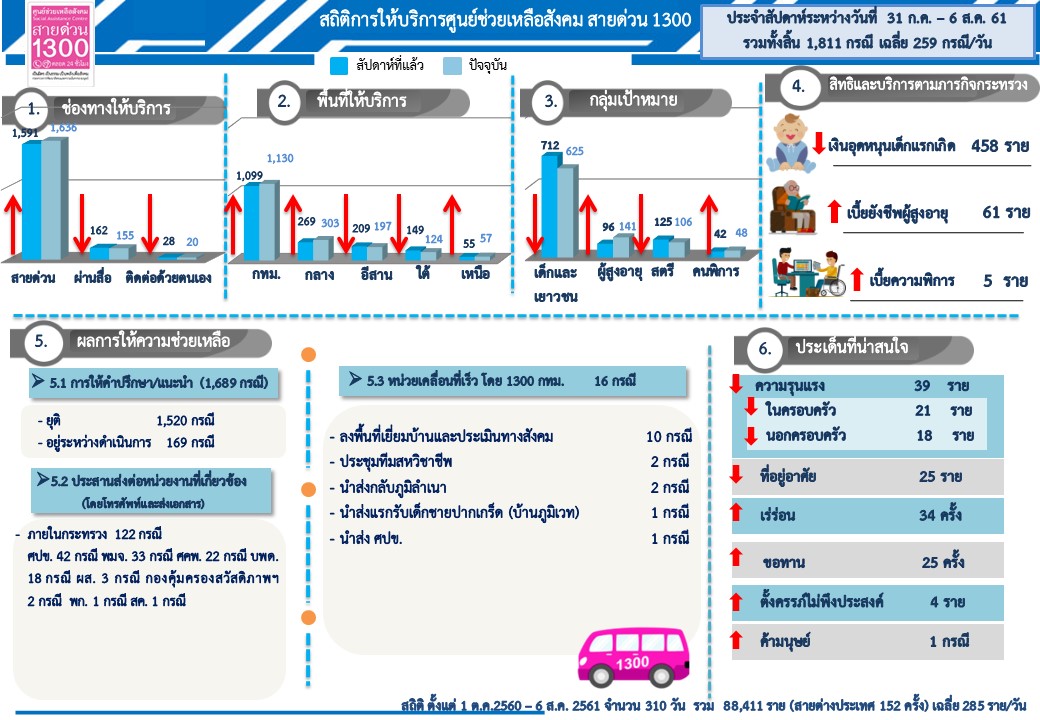 ศูนย์ช่วยเหลือสังคม
Social Assistance Center
สายด่วน
1300
ตลอด 24 ชั่วโมง
สถิติการให้บริการศูนย์ช่วยเหลือสังคม สายด่วน 1300
ประจำสัปดาห์ระหว่างวันที่ 31 ก.ค. – 6 ส.ค. 61
รวมทั้งสิ้น 1,811 กรณี เฉลี่ย 259 กรณี/วัน
สัปดาห์ที่แล้ว ปัจจุบัน
1. ช่องทางให้บริการ
1,591 1,636
162 155
28 20
สายด่วน ผ่านสื่อ ติดต่อด้วยตนเอง
2. พื้นที่ให้บริการ
1,099 1,130
269 303
209 197
149 124
55 57
กทม. กลาง อีสาน ใต้ เหนือ
3. กลุ่มเป้าหมาย
712 625
96 141
125 106
42 48
เด็กและ ผู้สูงอายุ สตรี คนพิการ
เยาวชน
4. สิทธิและบริการตามภารกิจกระทรวง
เงินอุดหนุนเด็กแรกเกิด 458 ราย
เบี้ยยังชีพผู้สูงอายุ 61 ราย
เบี้ยความพิการ 5 ราย
5. ผลการให้ความช่วยเหลือ
5.1 การให้คำปรึกษา/แนะนำ (1,689 กรณี)
- ยุติ 1,520 กรณี
- อยู่ระหว่างดำเนินการ 169 กรณี
5.2 ประสานส่งต่อหน่วยงานที่เกี่ยวข้อง
(โดยโทรศัพท์และส่งเอกสาร)
- ภายในกระทรวง 122 กรณี
ศปข. 42 กรณี พมจ. 33 กรณี ศคพ. 22 กรณี บพด.
18 กรณี ผส. 3 กรณี กองคุ้มครองสวัสดิภาพฯ
2 กรณี พก. 1 กรณี สค. 1 กรณี
5.3 หน่วยเคลื่อนที่เร็ว โดย 1300 กทม. 16 กรณี
- ลงพื้นที่เยี่ยมบ้านและประเมินทางสังคม 10 กรณี
- ประชุมทีมสหวิชาชีพ 2 กรณี
- นำส่งกลับภูมิลำเนา 2 กรณี
- นำส่งแรกรับเด็กชายปากเกร็ด (บ้านภูมิเวท) 1 กรณี
- นำส่ง ศปข. 1 กรณี
1300
6. ประเด็นที่น่าสนใจ
ความรุนแรง 39 ราย
ในครอบครัว 21 ราย
นอกครอบครัว 18 ราย
ที่อยู่อาศัย 25 ราย
เร่ร่อน 34 ครั้ง
ขอทาน 25 ครั้ง
ตั้งครรภ์ไม่พึงประสงค์ 4 ราย
ค้ามนุษย์ 1 กรณี
สถิติ ตั้งแต่ 1 ต.ค.2560 – 6 ส.ค. 2561 จำนวน 310 วัน รวม 88,411 ราย (สายต่างประเทศ 152 ครั้ง) เฉลี่ย 285 ราย/วัน